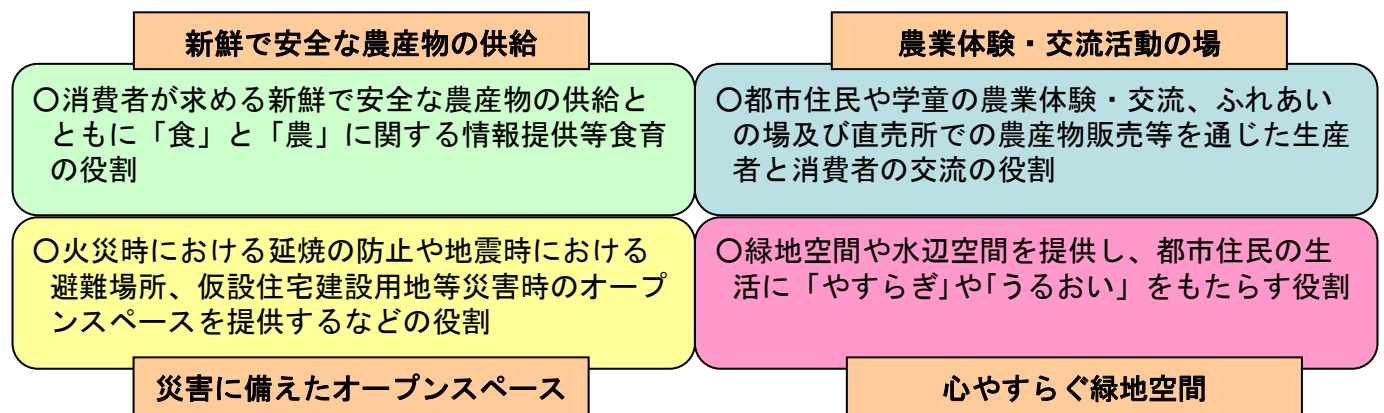 新鮮で安全な農産物の供給
〇消費者が求める新鮮で安全な農産物の供給と
ともに「食」と「農」に関する情報提供等食育
の役割
農業体験・交流活動の場
〇都市住民や学童の農業体験・交流、ふれあい
の場及び直売所での農産物販売等を通じた生産
者と消費者の交流の役割
〇火災時における延焼の防止や地震時における
避難場所、仮設住宅建設用地等災害時のオープ
ンスペースを提供するなどの役割
災害に備えたオープンスペース
〇緑地空間や水辺空間を提供し、都市住民の生
活に「やすらぎ」や「うるおい」をもたらす役割
心やすらぐ緑地空間